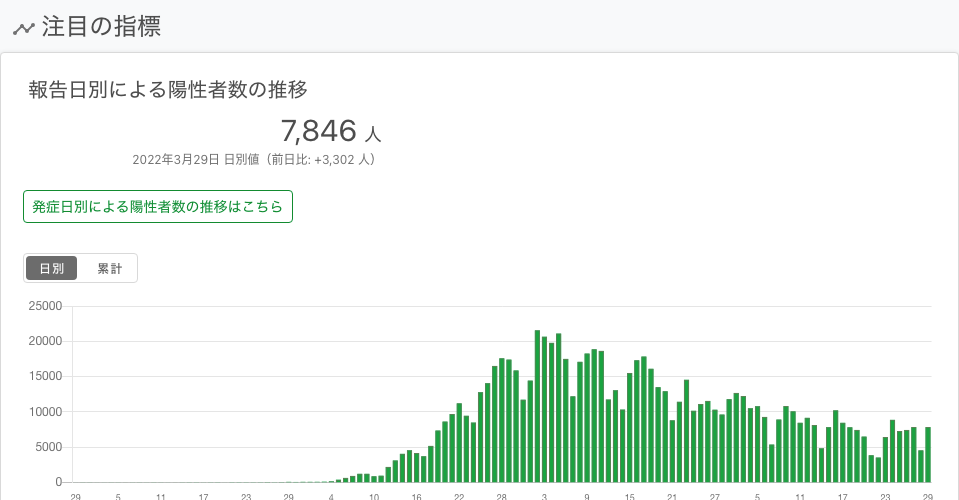 注目の指標
報告日別による陽性者数の推移
7,846 人
2022年3月29日 日別値（前日比: +3,302 人）
発症日別による陽性者数の推移はこちら
日別 累計
25000
20000
15000
10000
5000
0
29 5 11 17 23 29 4 10 16 22 28 3 9 15 21 27 5 11 17 23 29